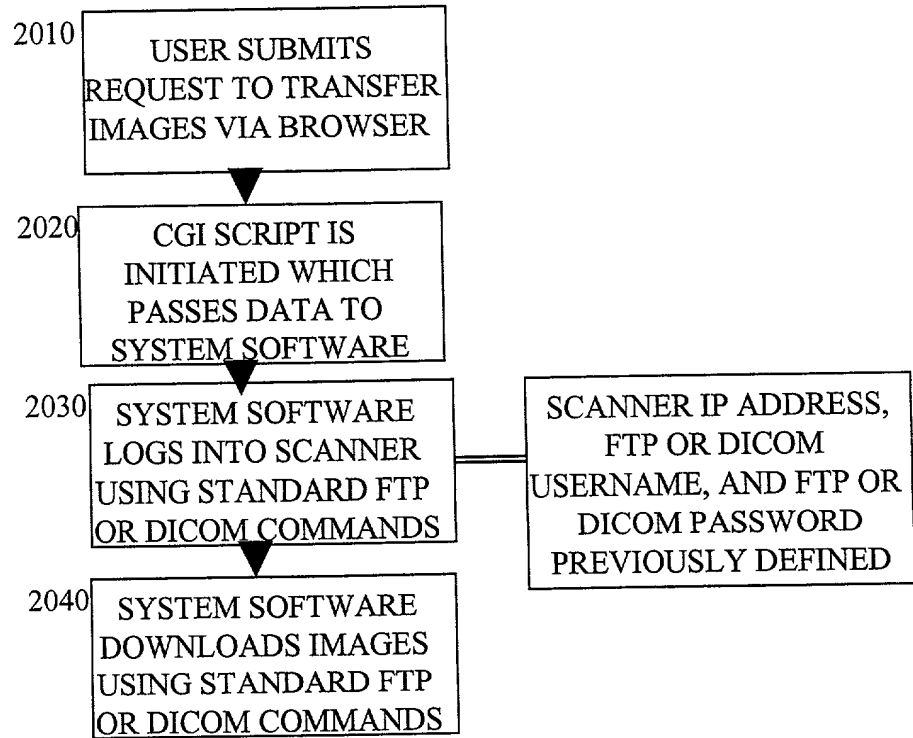 2010
USER SUBMITS
REQUEST TO TRANSFER
IMAGES VIA BROWSER
2020
CGI SCRIPT IS
INITIATED WHICH
PASSES DATA TO
SYSTEM SOFTWARE
2030
SYSTEM SOFTWARE
LOGS INTO SCANNER
USING STANDARD FTP
OR DICOM COMMANDS
SCANNER IP ADDRESS,
FTP OR DICOM
USERNAME, AND FTP OR
DICOM PASSWORD
PREVIOUSLY DEFINED
2040
SYSTEM SOFTWARE
DOWNLOADS IMAGES
USING STANDARD FTP
OR DICOM COMMANDS